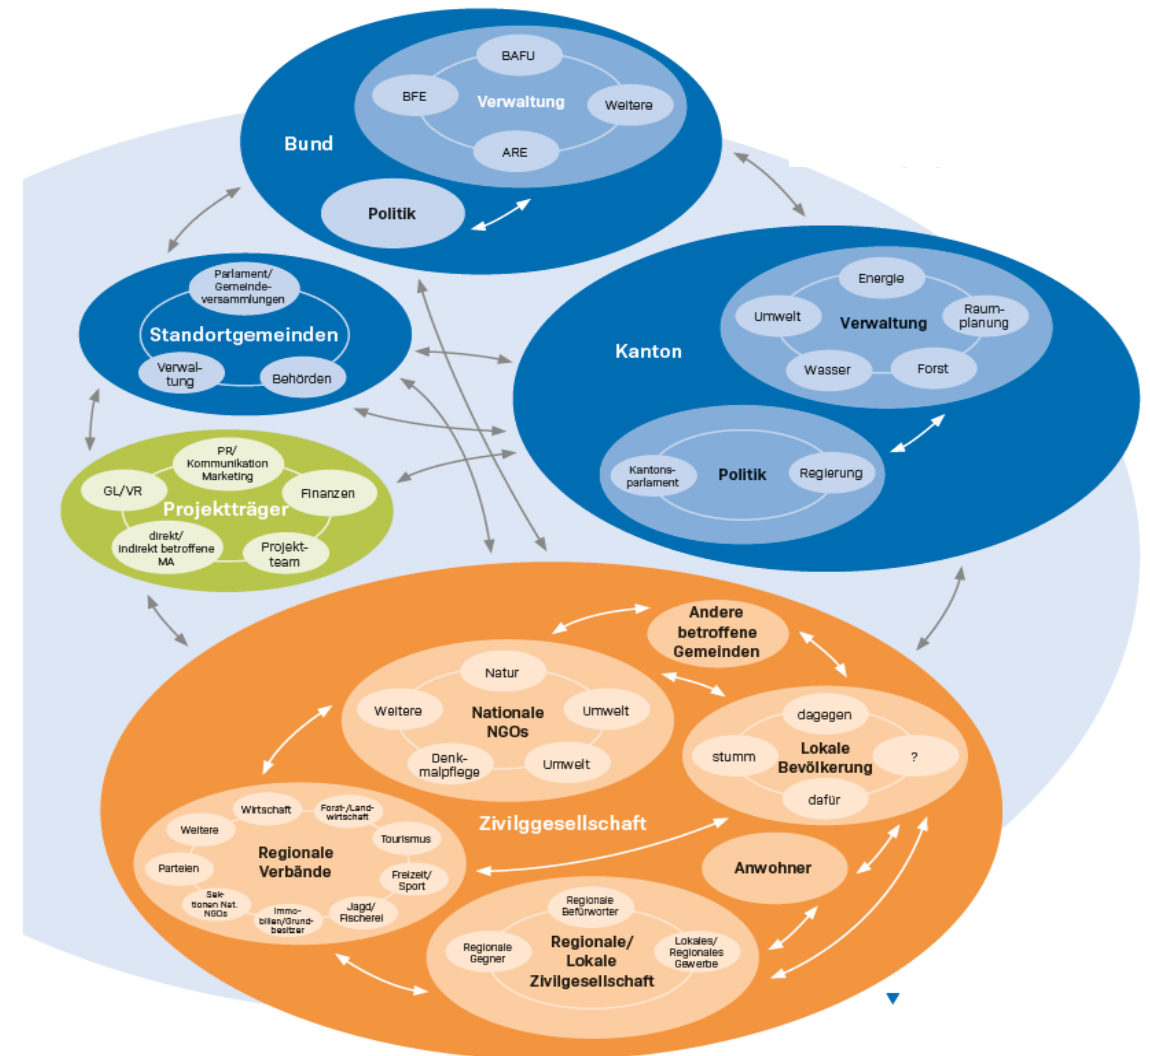 BAFU
BFE
Verwaltung
Weitere
ARE
Bund
Politik
Parlament/
Gemeinde-
versammlungen
Standortgemeinden
Verwal-
tung
Behörden
Energie
Umwelt
Verwaltung
Raum-
planung
Wasser
Forst
Kanton
Kantons-
parlament
Politik
Regierung
PR/
Kommunikation
Marketing
GL/VR
Finanzen
Projektträger
direkt/
Indirekt betroffene
MA
Projekt-
team
Andere
betroffene
Gemeinden
Natur
Weitere
Nationale
NGOs
Umwelt
Denk-
malpflege
Umwelt
dagegen
stumm
Lokale
Bevölkerung
?
dafür
Zivilggesellschaft
Wirtschaft
Forst-/Land-
wirtschaft
Weitere
Tourismus
Regionale
Verbände
Parteien
Freizeit/
Sport
Sek-
tionen Nat.
NGOs
Immo-
bilien/Grund-
besitzer
Jagd/
Fischerei
Anwohner
Regionale
Befürworter
Regionale
Gegner
Regionale/
Lokale
Zivilgesellschaft
Lokales/
Regionales
Gewerbe